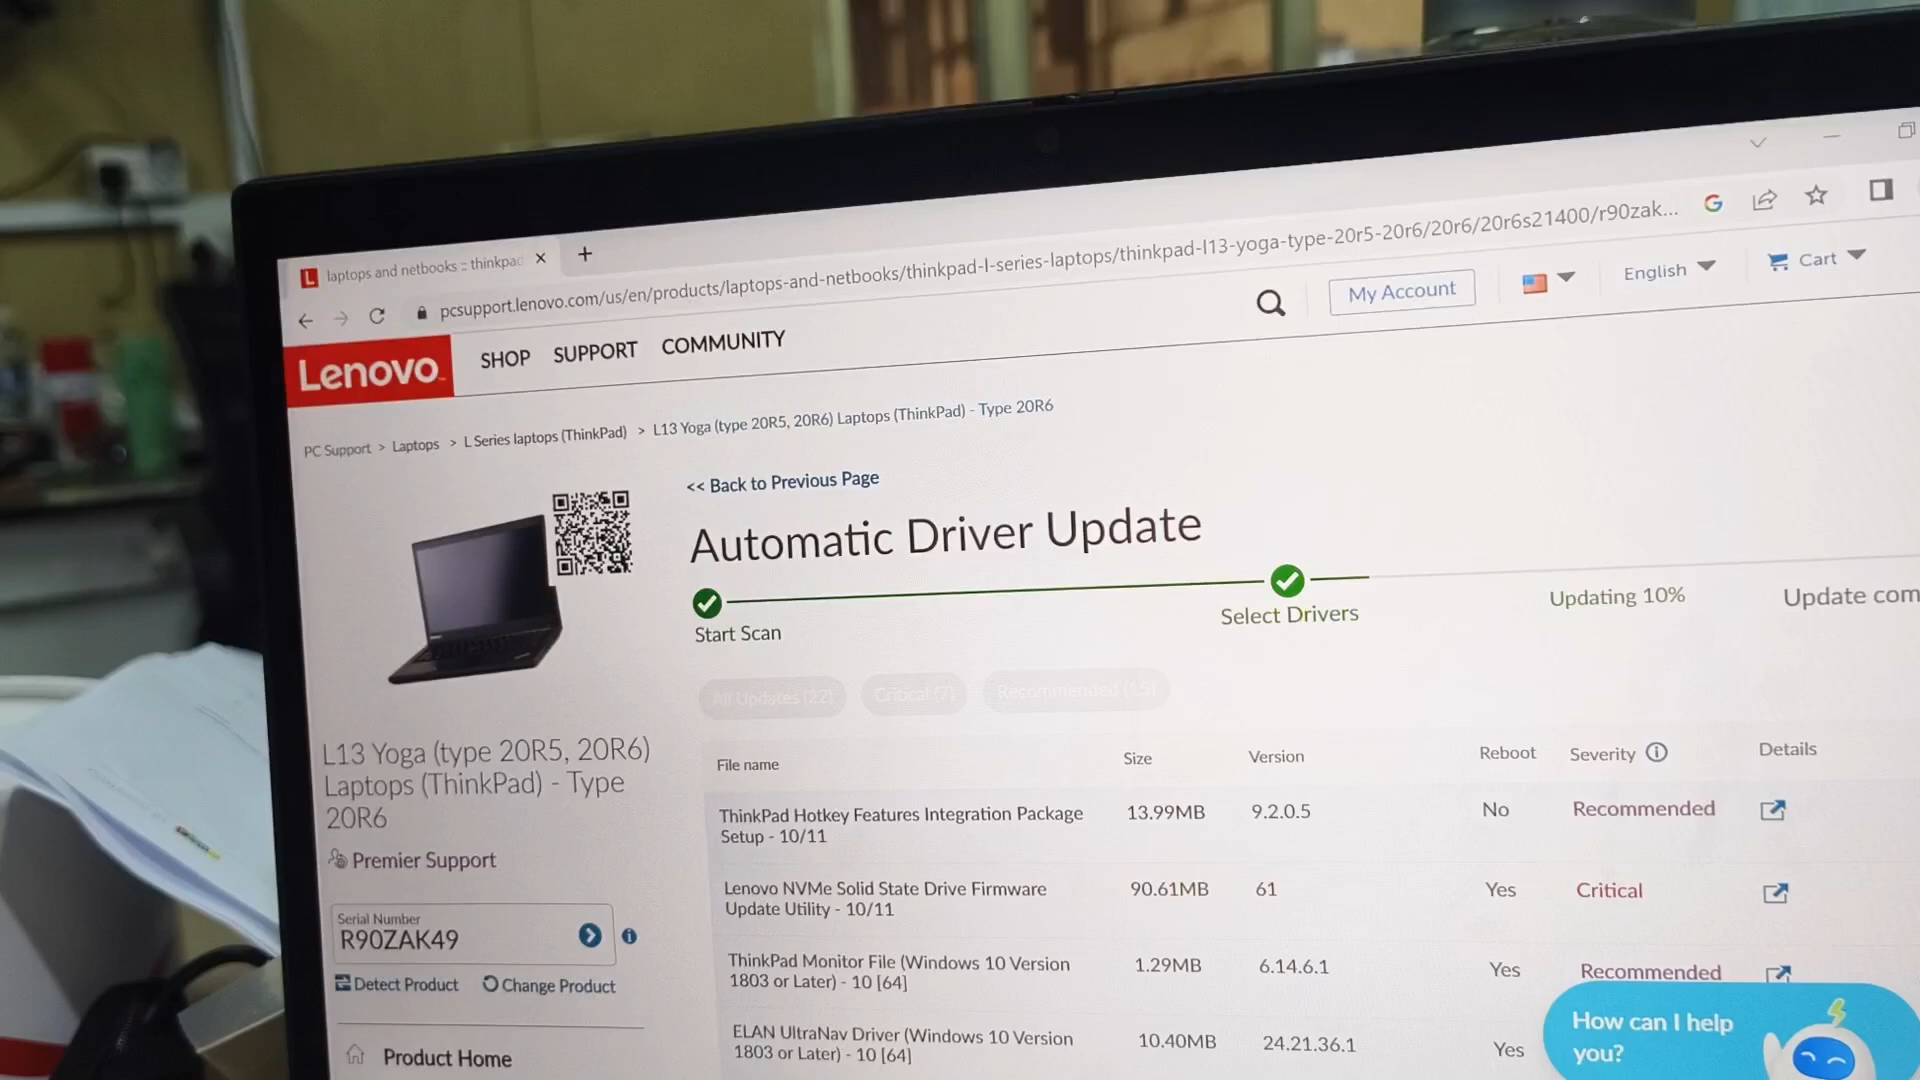 laptops and netbooks :: thinkpad
pcsupport.lenovo.com/us/en/products/laptops-and-netbooks/thinkpad-l-series-laptops/thinkpad-l13-yoga-type-20r5-20r6/20r6/20r6s21400/r90zak...
Lenovo
SHOP SUPPORT COMMUNITY
My Account
English
Cart
PC Support > Laptops > L Series laptops (ThinkPad) > L13 Yoga (type 20R5, 20R6) Laptops (ThinkPad) - Type 20R6
<< Back to Previous Page
Automatic Driver Update
Start Scan
Select Drivers
Updating 10%
Update com
All Updates (22)
Critical (7)
Recommended (15)
L13 Yoga (type 20R5, 20R6)
Laptops (ThinkPad) - Type
20R6
Premier Support
Serial Number
R90ZAK49
Detect Product
Change Product
Product Home
File name Size Version Reboot Severity Details
ThinkPad Hotkey Features Integration Package 13.99MB 9.2.0.5 No Recommended
Setup - 10/11
Lenovo NVMe Solid State Drive Firmware 90.61MB 61 Yes Critical
Update Utility - 10/11
ThinkPad Monitor File (Windows 10 Version 1.29MB 6.14.6.1 Yes Recommended
1803 or Later) - 10 [64]
ELAN UltraNav Driver (Windows 10 Version 10.40MB 24.21.36.1 Yes
1803 or Later) - 10 [64]
How can I help
you?